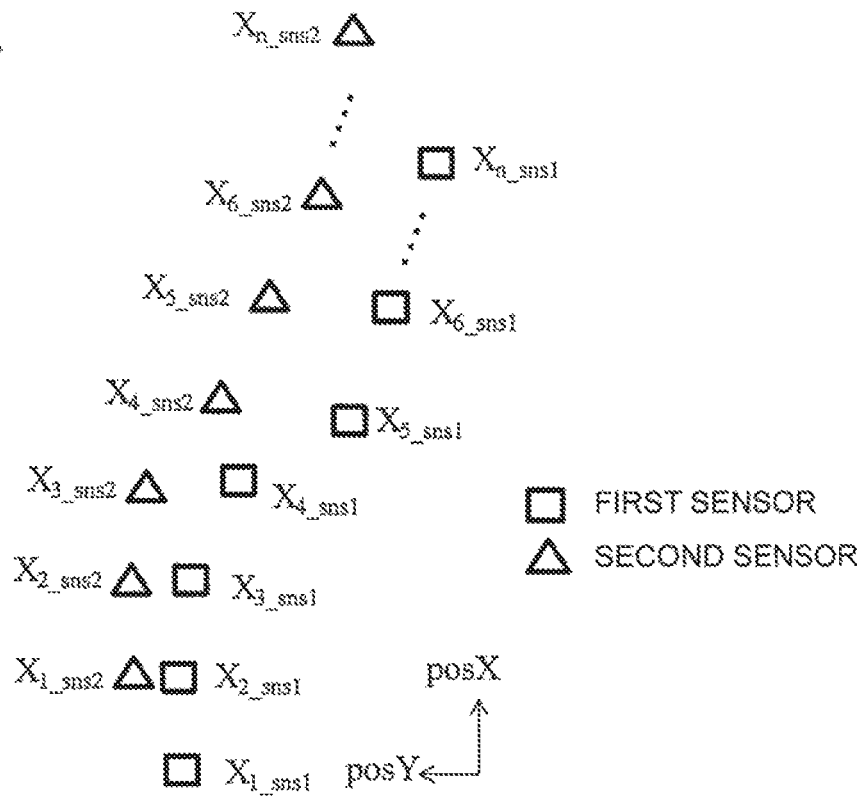 X_n_sns2
X_n_sns1
X_6_sns2
X_5_sns2
X_6_sns1
X_4_sns2
X_5_sns1
X_3_sns2
X_4_sns1
FIRST SENSOR
SECOND SENSOR
X_2_sns2
X_3_sns1
X_1_sns2
X_2_sns1
posX
X_1_sns1
posY